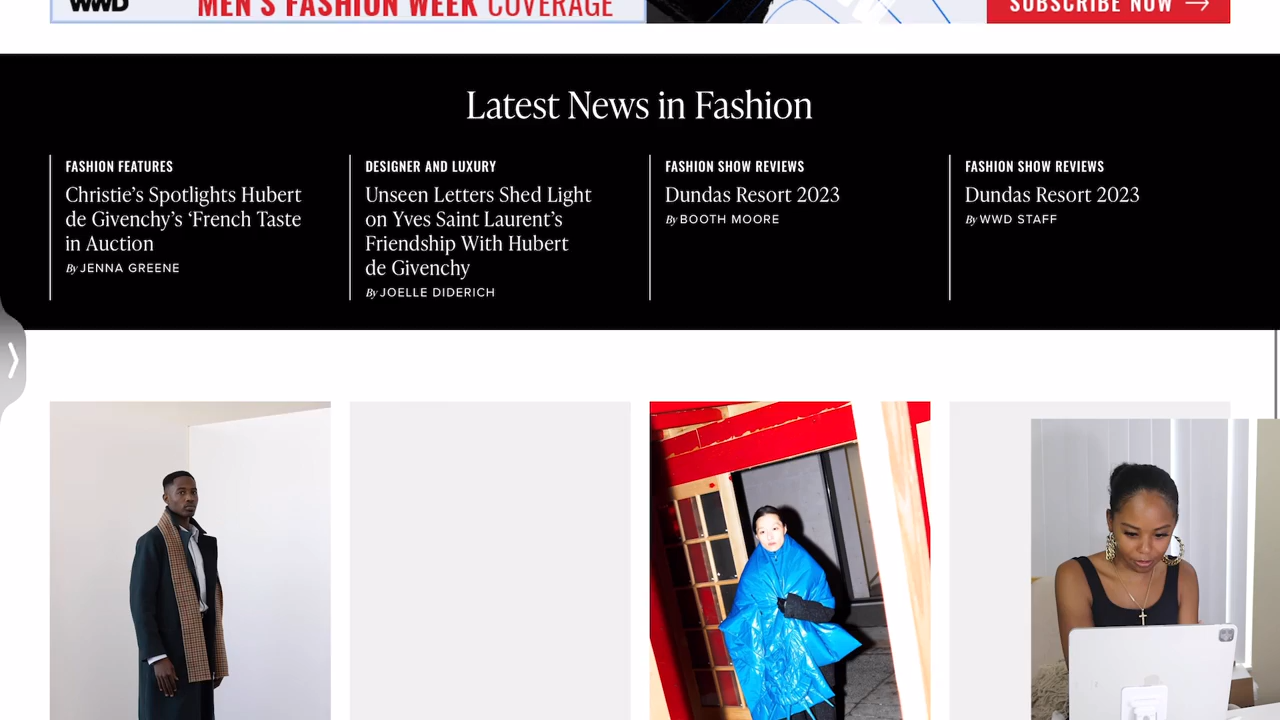 WWD
MEN'S FASHION WEEK COVERAGE
SUBSCRIBE NOW →
Latest News in Fashion
FASHION FEATURES
Christie's Spotlights Hubert
de Givenchy's ‘French Taste
in Auction
By JENNA GREENE
DESIGNER AND LUXURY
Unseen Letters Shed Light
on Yves Saint Laurent's
Friendship With Hubert
de Givenchy
By JOELLE DIDERICH
FASHION SHOW REVIEWS
Dundas Resort 2023
By BOOTH MOORE
FASHION SHOW REVIEWS
Dundas Resort 2023
By WWD STAFF